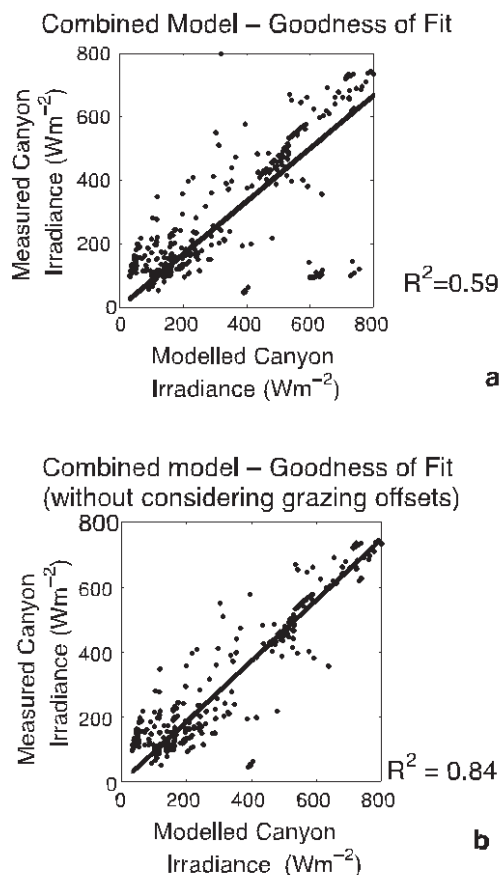 Combined Model – Goodness of Fit
800
600
400
200
0
Measured Canyon
Irradiance (Wm⁻²)
0 200 400 600 800
Modelled Canyon
Irradiance (Wm⁻²)
R²=0.59
a
Combined model – Goodness of Fit
(without considering grazing offsets)
800
600
400
200
0
Measured Canyon
Irradiance (Wm⁻²)
0 200 400 600 800
Modelled Canyon
Irradiance (Wm⁻²)
R² = 0.84
b